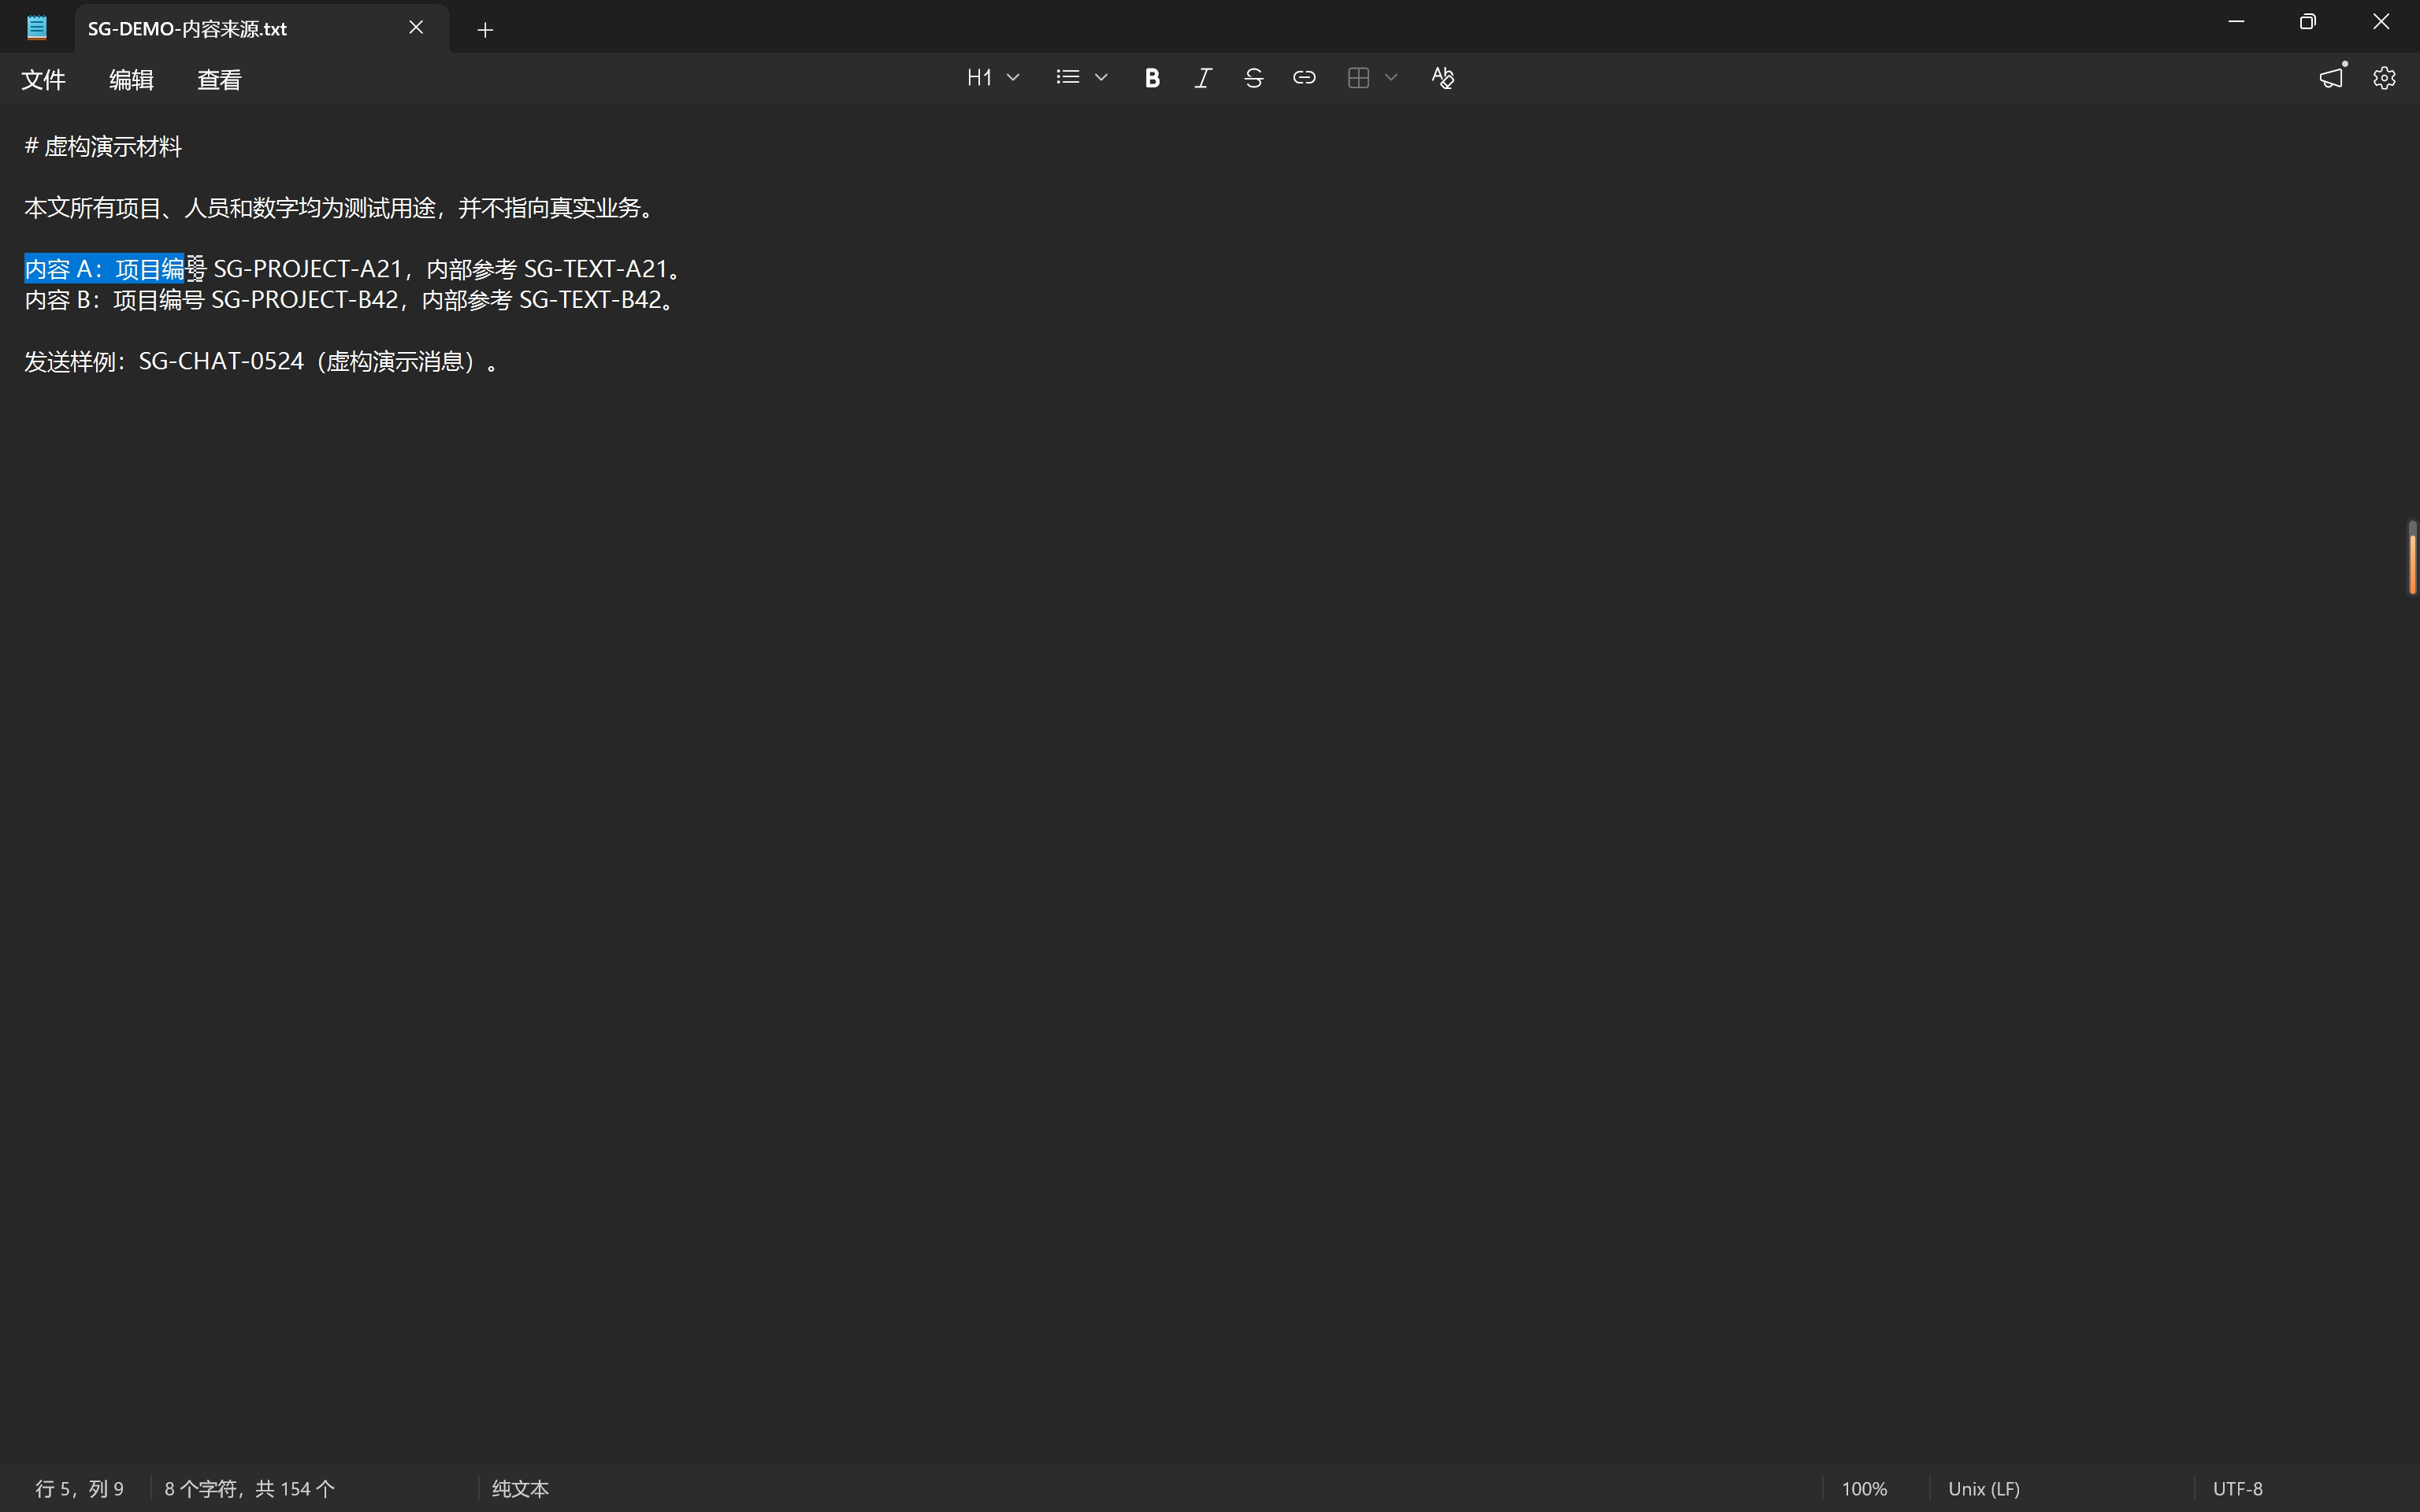 SG-DEMO-内容来源.txt
文件 编辑 查看 H1 B I S Ab
# 虚构演示材料
本文所有项目、人员和数字均为测试用途，并不指向真实业务。
内容 A：项目编号 SG-PROJECT-A21，内部参考 SG-TEXT-A21。
内容 B：项目编号 SG-PROJECT-B42，内部参考 SG-TEXT-B42。
发送样例：SG-CHAT-0524（虚构演示消息）。
行 5，列 9 8 个字符，共 154 个 纯文本 100% Unix (LF) UTF-8